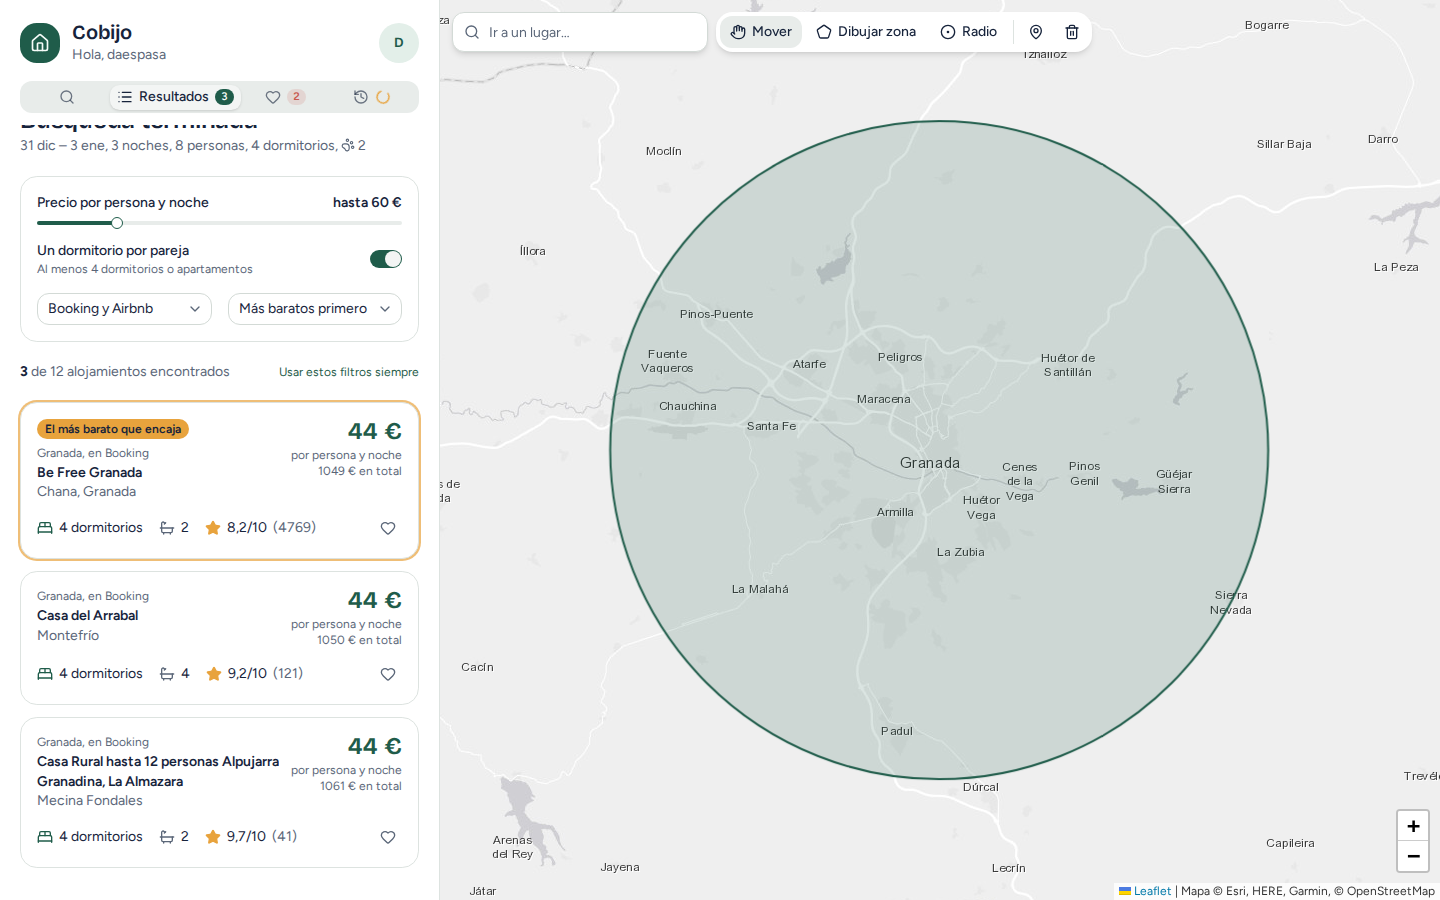 Cobijo
Hola, daespasa
D
Resultados 3
2
Búsqueda terminada
31 dic – 3 ene, 3 noches, 8 personas, 4 dormitorios, 2
Precio por persona y noche
hasta 60 €
Un dormitorio por pareja
Al menos 4 dormitorios o apartamentos
Booking y Airbnb
Más baratos primero
3 de 12 alojamientos encontrados
Usar estos filtros siempre
El más barato que encaja
44 €
Granada, en Booking
por persona y noche
Be Free Granada
1049 € en total
Chana, Granada
4 dormitorios 2 8,2/10 (4769)
Granada, en Booking
44 €
Casa del Arrabal
por persona y noche
Montefrío
1050 € en total
4 dormitorios 4 9,2/10 (121)
Granada, en Booking
44 €
Casa Rural hasta 12 personas Alpujarra
Granadina, La Almazara
por persona y noche
1061 € en total
Mecina Fondales
4 dormitorios 2 9,7/10 (41)
Ir a un lugar...
Mover
Dibujar zona
Radio
za
Iznalloz
Bogarre
Moclín
Sillar Baja
Darro
Íllora
La Peza
Pinos-Puente
Fuente
Vaqueros
Atarfe
Peligros
Huétor de
Santillán
Chauchina
Maracena
Santa Fe
Granada
Cenes
de la
Vega
Pinos
Genil
Güéjar
Sierra
s de
da
Huétor
Vega
Armilla
La Zubia
La Malahá
Sierra
Nevada
Cacín
Padul
Dúrcal
Trevéle
Arenas
del Rey
Jayena
Capileira
Lecrín
Játar
+
−
Leaflet | Mapa © Esri, HERE, Garmin, © OpenStreetMap